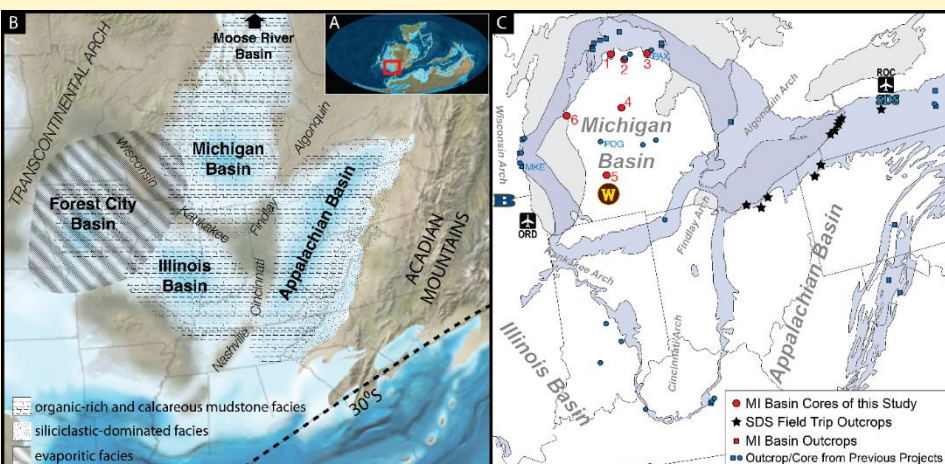 B
A
C
Moose River
Basin
TRANSCONTINENTAL ARCH
Wisconsin
Michigan
Basin
Algonquin
Forest City
Basin
Kankakee
Findlay
Appalachian Basin
ACADIAN
MOUNTAINS
Illinois
Basin
Cincinnati
Nashville
30°S
organic-rich and calcareous mudstone facies
siliciclastic-dominated facies
evaporitic facies
1
2
3
PAX
4
6
Michigan
Basin
POG
5
W
Wisconsin Arch
MKE
B
ORD
Kankakee Arch
Algonquin Arch
ROC
SDS
Findlay Arch
Appalachian Basin
Illinois Basin
Cincinnati Arch
MI Basin Cores of this Study
SDS Field Trip Outcrops
MI Basin Outcrops
Outcrop/Core from Previous Projects